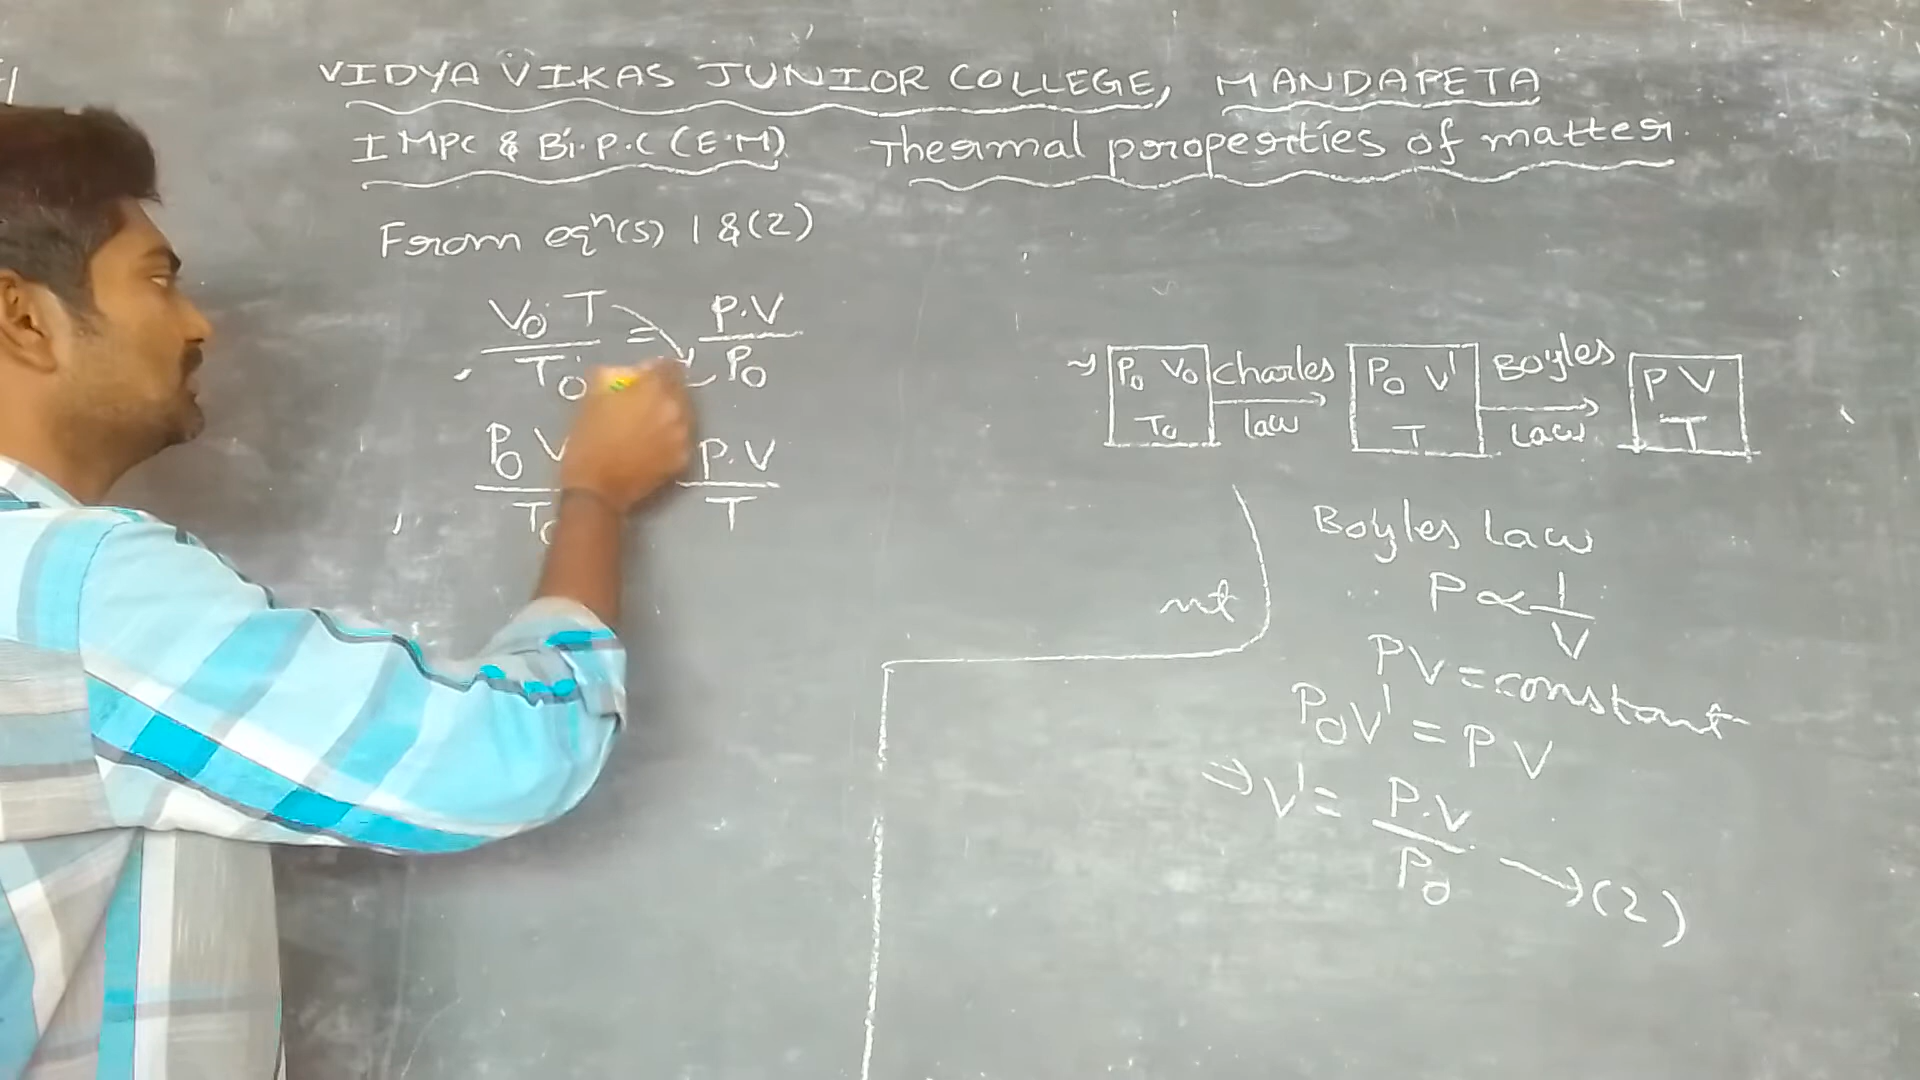 VIDYA VIKAS JUNIOR COLLEGE, MANDAPETA
I MPC & Bi.P.C (E.M) Thermal properties of matter
From eqⁿ(s) 1 & (2)
V₀ T / T₀ = P.V / P₀
P₀ V / T₀ P.V / T
P₀ V₀ T₀ Charles law → P₀ V' T Boyles Law → P V T
Boyles Law
P ∝ 1/V
PV = constant
P₀V' = PV
⇒ V' = P.V / P₀ → (2)